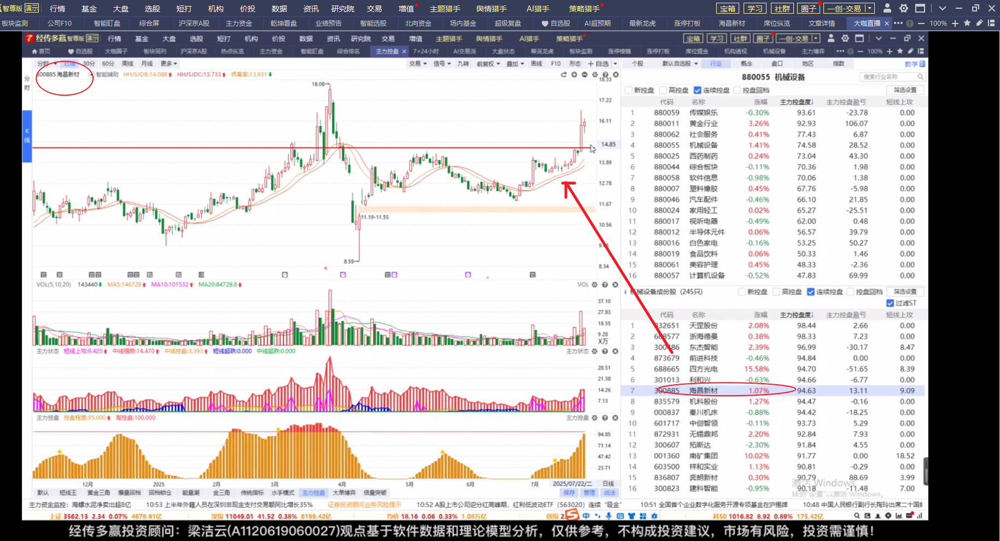 智尊版 演示 行情 基金 大盘 选股 短打 机构 价投 数据 资讯 研究院 交易 增值 主题猎手 舆情猎手 AI猎手 策略猎手 宝箱 学习 社群 圈子 一创-交易
板块监测 公司F10 智能盯盘 综合屏 沪深京A股 主力资金 乾坤看盘 业绩预告 智能选股 北向资金 场内基金 超级复盘 自选股 AI超预期 最新龙虎 涨停打板 海昌新材 席位纵览 文章详情 大咖直播 100%
经传多赢 智尊版 演示 行情 基金 大盘 选股 短打 机构 价投 数据 资讯 研究院 交易 增值 主题猎手 舆情猎手 AI猎手 策略猎手 宝箱 学习 社群 圈子 一创-交易
首页 自选股 大咖圈子 板块同列 沪深京A股 热点纵览 主力资金 智能盯盘 综合排名 主力控盘 7×24小时 AI交易派 大盘状态 帮派龙虎 板块监测 涨停棱镜 涨停打板 席位掘金 机构透视 机械设备 主力博弈 100%
分时 日线 30分 60分 周线 月线 更多 交易 信号 九转 前复权 叠加 画线 F10 形态 自选 个股 默认自选股 行业 概念 盘口 地区 指数 教学
300885 海昌新材 智能辅助 HHJSJDB:14.088 HHJSJDC:13.733 乖离率:13.931
分时
K线
18.08
11.19-11.55
8.59
18.33
17.22
16.11
14.85
13.89
12.78
11.67
10.56
8.34
880055 机械设备 搜索行业名称
新控盘 高控盘 连续控盘 控盘回档 筛选设置
代码 名称 涨幅 主力控盘度 主力控盘盈亏 短线上攻
1 880059 传媒娱乐 -0.30% 93.61 -23.78 0.00
2 880011 黄金行业 3.26% 92.93 106.07 0.00
3 880062 社会服务 0.41% 77.43 6.87 0.00
4 880055 机械设备 1.41% 74.58 28.52 0.00
5 880025 西药制药 0.24% 73.04 43.30 0.00
6 880044 综合板块 -0.11% 70.36 1.98 0.00
7 880058 软件信息 -0.98% 70.06 1.38 0.00
8 880007 塑料橡胶 0.45% 67.76 -5.98 0.00
9 880046 汽车配件 -0.46% 66.10 21.85 0.00
10 880024 家用轻工 0.02% 65.27 -25.51 0.00
11 880017 视听电器 -0.49% 62.00 0.48 0.00
12 880012 半导体元件 0.06% 56.57 39.79 0.00
13 880016 白色家电 -0.16% 53.25 50.27 0.00
14 880019 食品饮料 0.06% 50.33 1.46 0.00
15 880061 美容护理 0.45% 48.33 -2.36 0.00
16 880057 计算机设备 -0.52% 47.83 69.99 0.00
机械设备成份股 (245只) 新控盘 高控盘 连续控盘 控盘回档 筛选设置
过滤ST
代码 名称 涨幅 主力控盘度 主力控盘盈亏 短线上攻
1 832651 天罡股份 2.08% 98.44 2.66 0.00
2 688577 浙海德曼 0.38% 98.33 7.23 0.00
3 300486 东杰智能 2.39% 96.99 -30.17 8.47
4 873679 前进科技 -0.46% 94.84 0.00 0.00
5 688665 四方光电 15.58% 94.70 -51.65 8.39
6 301013 利和兴 -0.63% 94.66 -6.77 0.00
7 300885 海昌新材 1.07% 94.63 13.11 9.09
8 835579 机科股份 1.27% 94.47 -0.16 0.00
9 000837 秦川机床 -0.88% 94.42 -18.25 0.00
10 601717 中创智领 -0.11% 93.73 5.29 0.00
11 872931 无锡鼎邦 2.20% 92.84 7.93 0.00
12 300607 拓斯达 -2.30% 91.84 4.55 0.00
13 001360 南矿集团 10.02% 91.77 0.00 18.52
14 603500 祥和实业 1.13% 90.81 -0.29 0.00
15 836807 奔朗新材 0.30% 90.79 88.69 3.99
16 300823 建科智能 -0.95% 90.18 -11.48 7.00
VOL(5,10,20) 143440 MA5:146728 MA10:101532 MA20:84728.6 VOL
37.10
27.83
18.55
9.28
X万
主力状态 短线上攻:9.425 中线强势:14.470 中线控盘:3.393 短线超跌:0.000 中线超跌:0.000 主力状态
28.51
21.38
14.26
7.13
主力控盘 控盘程度:95.000 高控盘:100.000 主力控盘
94.85
71.14
47.42
23.71
12月 2025 2月 3月 4月 5月 6月 7月 2025/07/22/二 日线
默认 短线王 黄金三角 爆量回档 回档锁仓 能量潮 金三角 传统指标 水手模式 主力控盘 大单博弈 倍量突破 保存 管理 战法
激活 Windows
转到"设置"以激活 Windows。
主力资金监控: 海螺水泥净卖出超8亿 10:53 上半年外籍人员在深圳非现金支付交易额同比增长35% 证券投资顾问业务风险提示 10:52 A股上市公司迎分红高峰期，红利低波动ETF（563020）连续“吸金” 10:51 全国首个企业数字化服务开源专项基金在沪揭牌 10:48 中国人民银行副行长陶玲出席二十国
上证 3562.13 2.34 0.07% 4678.91亿 深指 11049.01 41.52 0.38% 6199.42亿 均价 18.16 0.06 0.33% 1.08万 创指 科50 1016.82 8.92 0.89% 175.42亿
中
经传多赢投资顾问：梁洁云(A1120619060027)观点基于软件数据和理论模型分析，仅供参考，不构成投资建议，市场有风险，投资需谨慎！